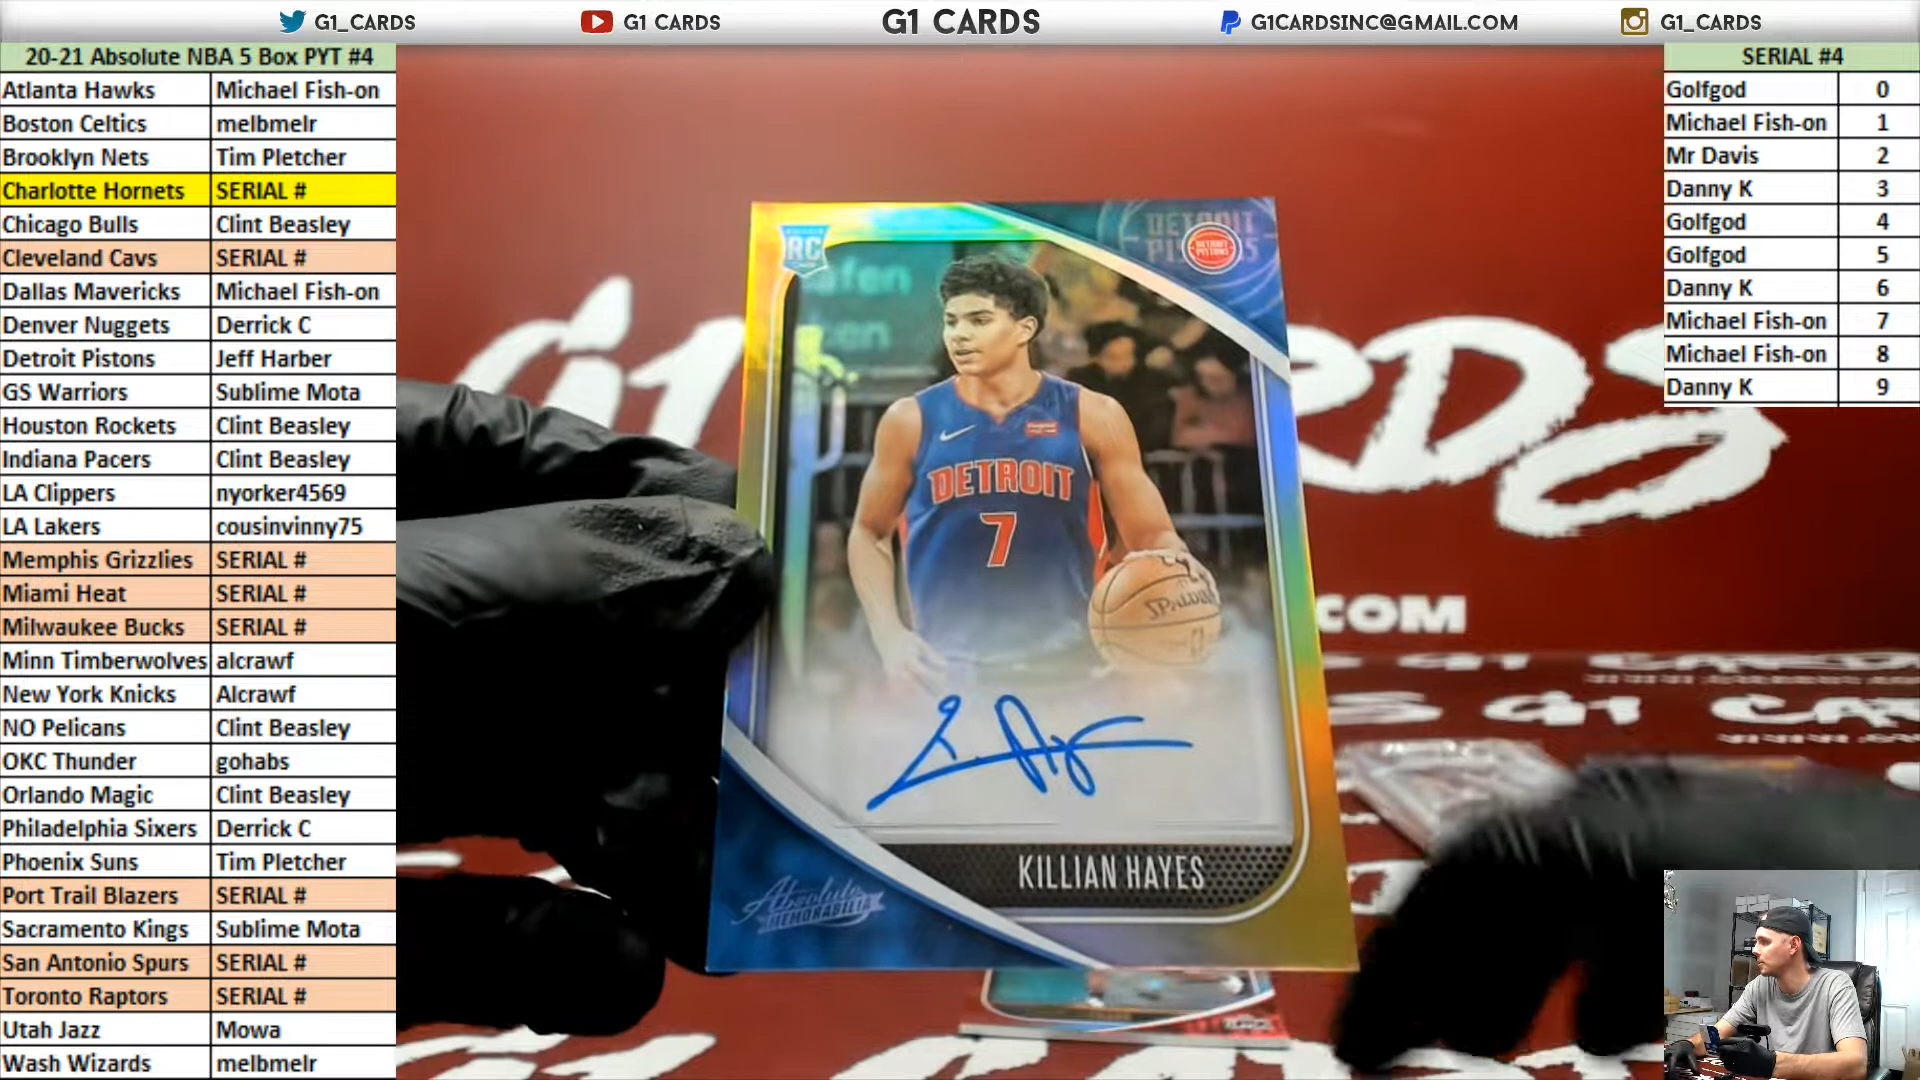 G1_CARDS
G1 CARDS
G1 CARDS
G1CARDSINC@GMAIL.COM
G1_CARDS
20-21 Absolute NBA 5 Box PYT #4
Atlanta Hawks Michael Fish-on
Boston Celtics melbmelr
Brooklyn Nets Tim Pletcher
Charlotte Hornets SERIAL #
Chicago Bulls Clint Beasley
Cleveland Cavs SERIAL #
Dallas Mavericks Michael Fish-on
Denver Nuggets Derrick C
Detroit Pistons Jeff Harber
GS Warriors Sublime Mota
Houston Rockets Clint Beasley
Indiana Pacers Clint Beasley
LA Clippers nyorker4569
LA Lakers cousinvinny75
Memphis Grizzlies SERIAL #
Miami Heat SERIAL #
Milwaukee Bucks SERIAL #
Minn Timberwolves alcrawf
New York Knicks Alcrawf
NO Pelicans Clint Beasley
OKC Thunder gohabs
Orlando Magic Clint Beasley
Philadelphia Sixers Derrick C
Phoenix Suns Tim Pletcher
Port Trail Blazers SERIAL #
Sacramento Kings Sublime Mota
San Antonio Spurs SERIAL #
Toronto Raptors SERIAL #
Utah Jazz Mowa
Wash Wizards melbmelr
SERIAL #4
Golfgod 0
Michael Fish-on 1
Mr Davis 2
Danny K 3
Golfgod 4
Golfgod 5
Danny K 6
Michael Fish-on 7
Michael Fish-on 8
Danny K 9
RC
DETROIT
PISTONS
DETROIT
7
SPALDING
KILLIAN HAYES
Absolute
MEMORABILIA
.COM